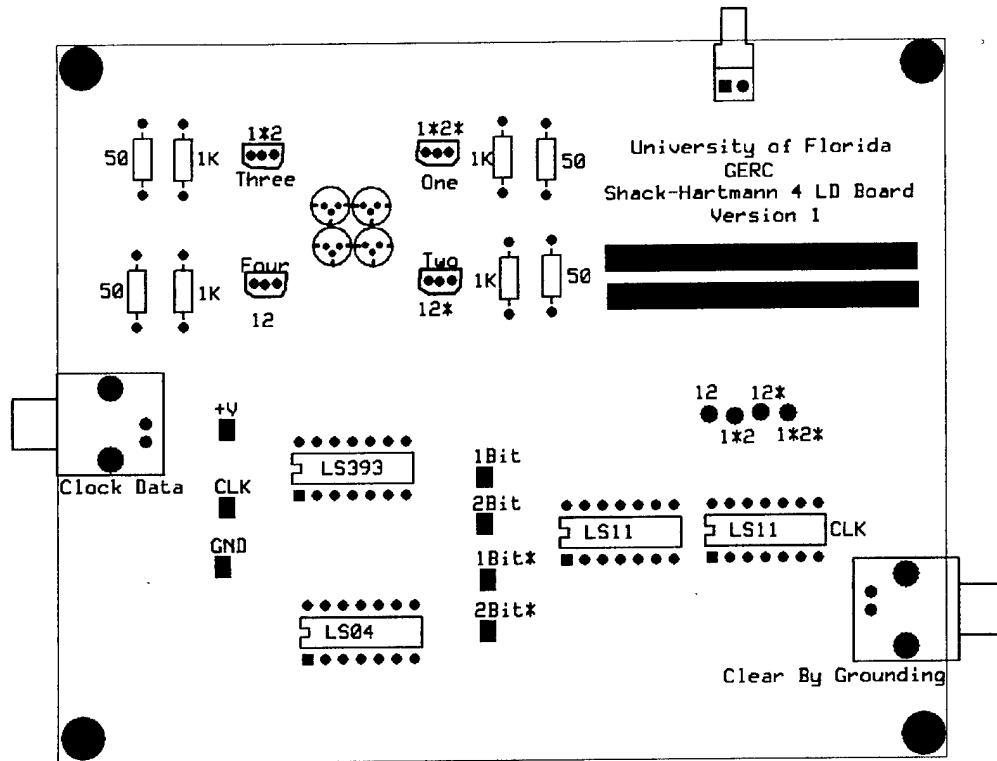 1*2
1*2*
50
1K
Three
One
1K
50
University of Florida
GERC
Shack-Hartmann 4 LD Board
Version 1
50
1K
Four
12
Two
12*
1K
50
12
12*
1*2
1*2*
+V
Clock Data
CLK
GND
LS393
1Bit
2Bit
1Bit*
2Bit*
LS11
LS11
CLK
LS04
Clear By Grounding